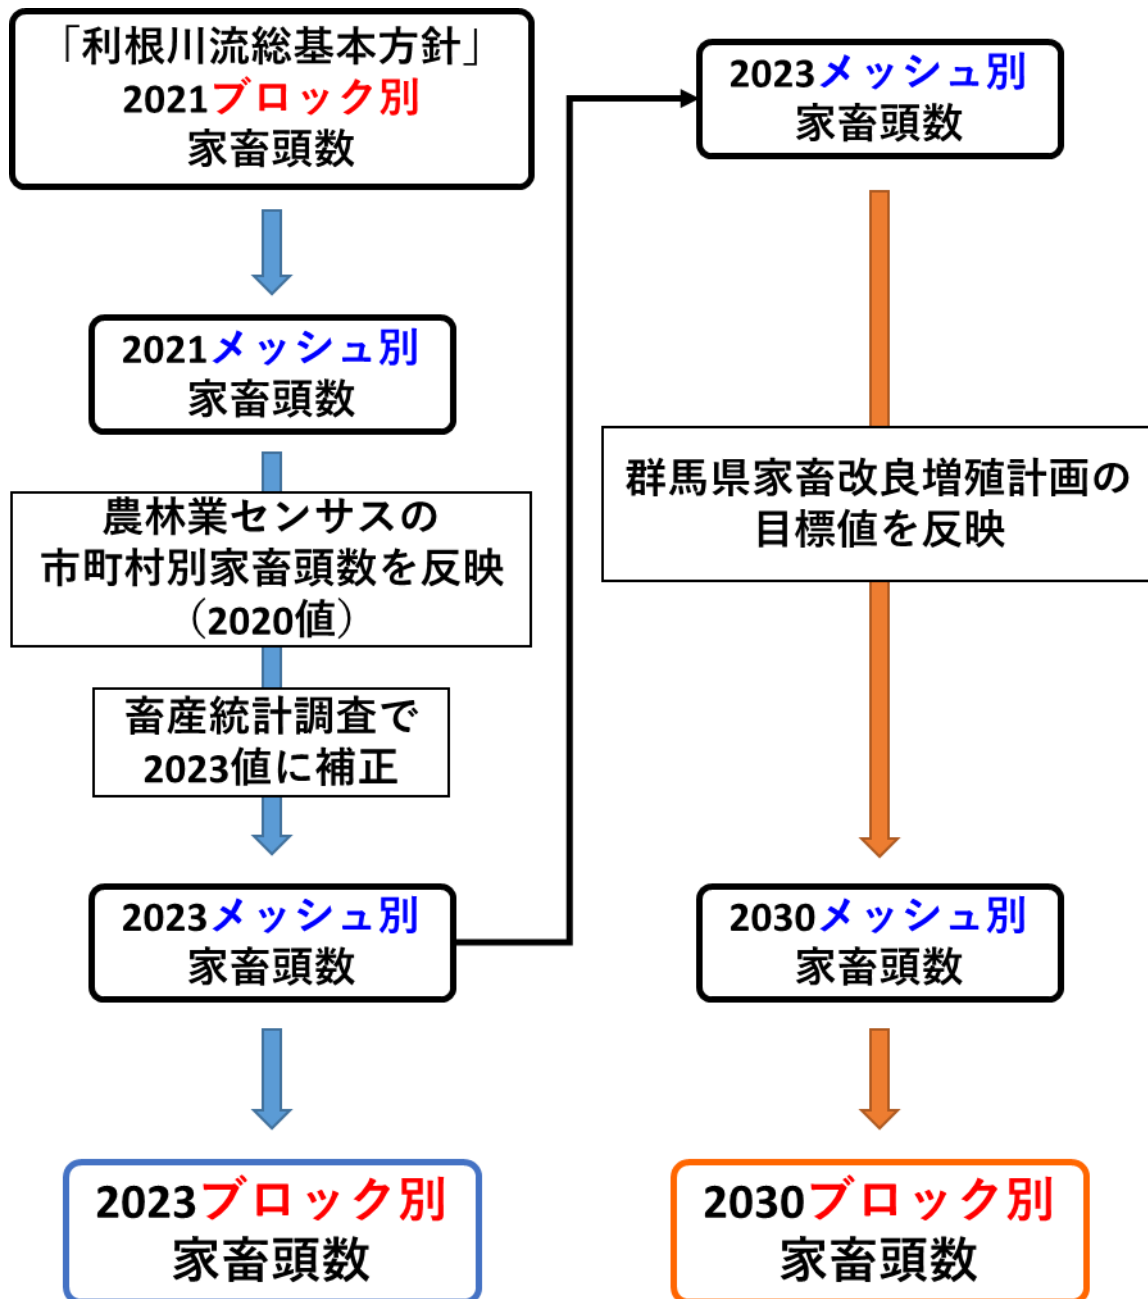 「利根川流総基本方針」
2021ブロック別
家畜頭数
2021メッシュ別
家畜頭数
農林業センサスの
市町村別家畜頭数を反映
（2020値）
畜産統計調査で
2023値に補正
2023メッシュ別
家畜頭数
2023ブロック別
家畜頭数
2023メッシュ別
家畜頭数
群馬県家畜改良増殖計画の
目標値を反映
2030メッシュ別
家畜頭数
2030ブロック別
家畜頭数